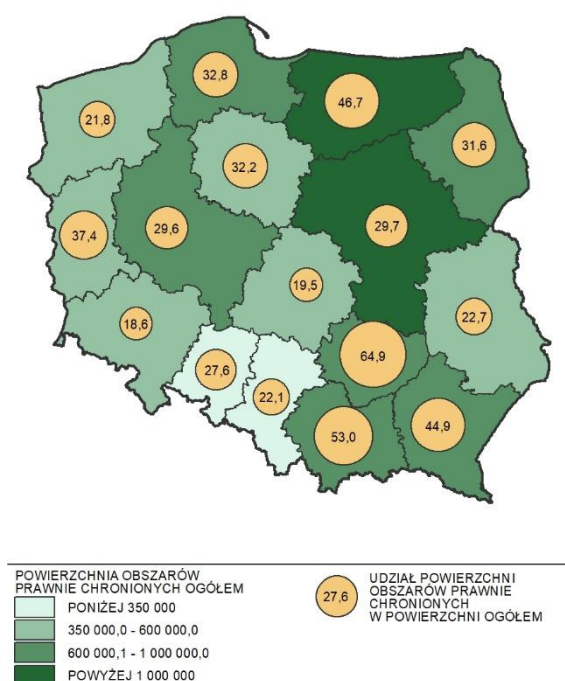 32,8
46,7
21,8
31,6
32,2
29,6
29,7
37,4
19,5
22,7
18,6
64,9
27,6
22,1
44,9
53,0
POWIERZCHNIA OBSZARÓW
PRAWNIE CHRONIONYCH OGÓŁEM
PONIŻEJ 350 000
350 000,0 - 600 000,0
600 000,1 - 1 000 000,0
POWYŻEJ 1 000 000
27,6
UDZIAŁ POWIERZCHNI
OBSZARÓW PRAWNIE
CHRONIONYCH
W POWIERZCHNI OGÓŁEM